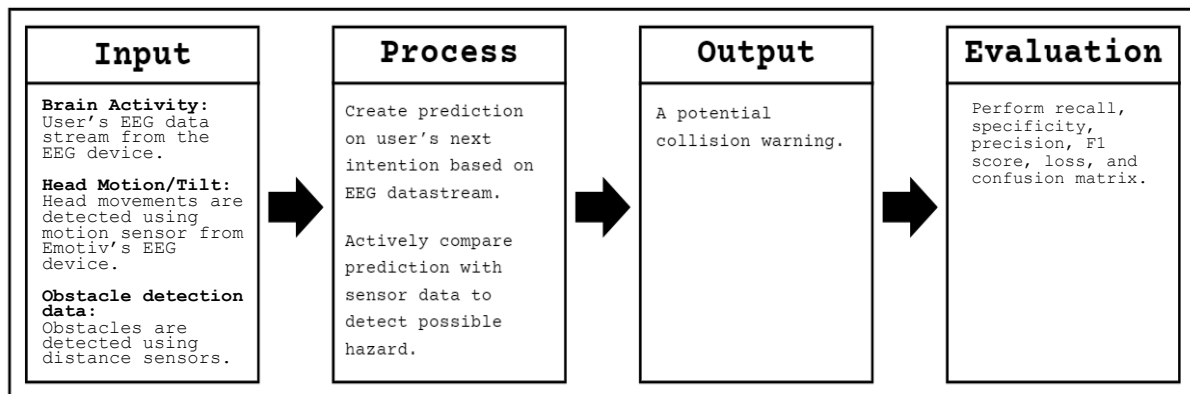 Input
Brain Activity:
User's EEG data
stream from the
EEG device.
Head Motion/Tilt:
Head movements are
detected using
motion sensor from
Emotiv's EEG
device.
Obstacle detection
data:
Obstacles are
detected using
distance sensors.
Process
Create prediction
on user's next
intention based on
EEG datastream.
Actively compare
prediction with
sensor data to
detect possible
hazard.
Output
A potential
collision warning.
Evaluation
Perform recall,
specificity,
precision, F1
score, loss, and
confusion matrix.